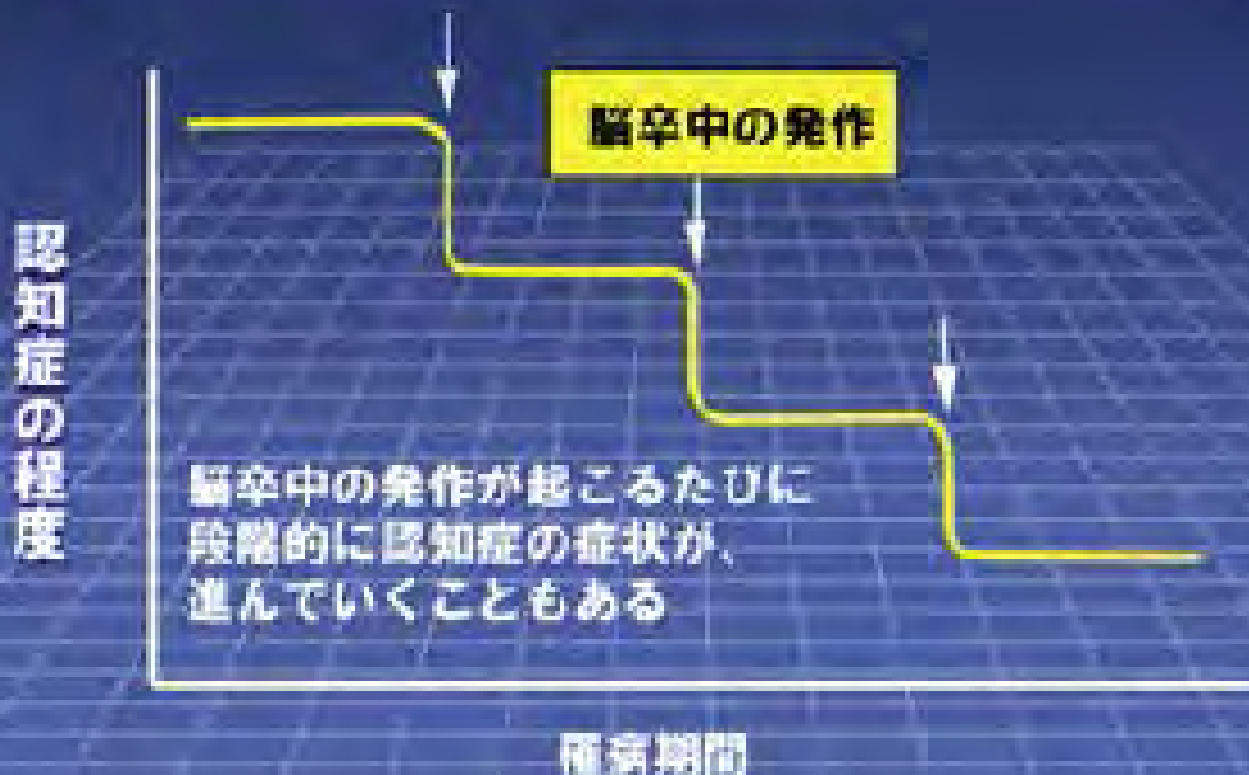 脳卒中の発作
認知症の程度
脳卒中の発作が起こるたびに
段階的に認知症の症状が、
進んでいくこともある
罹病期間